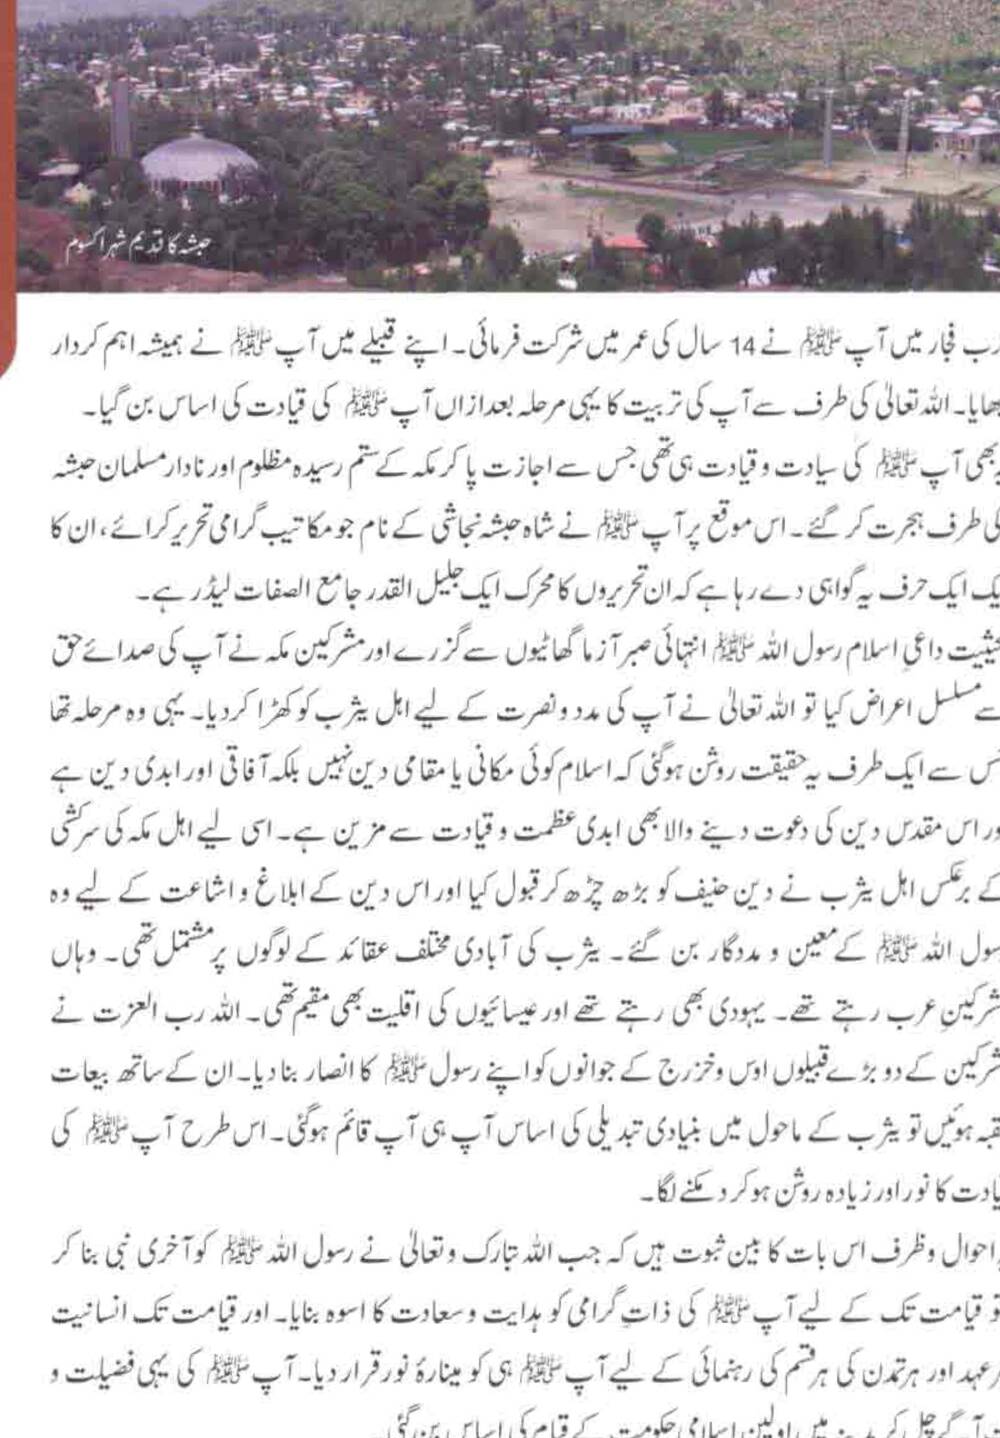 حبشہ کا قدیم شہر اکسوم
فجار میں آپ ﷺ نے 14 سال کی عمر میں شرکت فرمائی۔ اپنے قبیلے میں آپ ﷺ نے ہمیشہ اہم کردار
اللہ تعالیٰ کی طرف سے آپ کی تربیت کا یہی مرحلہ بعد ازاں آپ ﷺ کی قیادت کی اساس بن گیا۔
بھی آپ ﷺ کی سیادت و قیادت ہی تھی جس سے اجازت پا کر مکہ کے ستم رسیدہ مظلوم اور نادار مسلمان حبشہ
کی طرف ہجرت کر گئے۔ اس موقع پر آپ ﷺ نے شاہ حبشہ نجاشی کے نام جو مکاتیب گرامی تحریر کرائے، ان کا
ایک حرف یہ گواہی دے رہا ہے کہ ان تحریروں کا محرک ایک جلیل القدر جامع الصفات لیڈر ہے۔
داعیِ اسلام رسول اللہ ﷺ انتہائی صبر آزما گھاٹیوں سے گزرے اور مشرکین مکہ نے آپ کی صدائے حق
سے مسلسل اعراض کیا تو اللہ تعالیٰ نے آپ کی مدد و نصرت کے لیے اہل یثرب کو کھڑا کر دیا۔ یہی وہ مرحلہ تھا
سے ایک طرف یہ حقیقت روشن ہوگئی کہ اسلام کوئی مکانی یا مقامی دین نہیں بلکہ آفاقی اور ابدی دین ہے
اس مقدس دین کی دعوت دینے والا بھی ابدی عظمت و قیادت سے مزین ہے۔ اسی لیے اہل مکہ کی سرکشی
کے برعکس اہل یثرب نے دین حنیف کو بڑھ چڑھ کر قبول کیا اور اس دین کے ابلاغ و اشاعت کے لیے وہ
اللہ ﷺ کے معین و مددگار بن گئے۔ یثرب کی آبادی مختلف عقائد کے لوگوں پر مشتمل تھی۔ وہاں
عرب رہتے تھے۔ یہودی بھی رہتے تھے اور عیسائیوں کی اقلیت بھی مقیم تھی۔ اللہ رب العزت نے
کے دو بڑے قبیلوں اوس و خزرج کے جوانوں کو اپنے رسول ﷺ کا انصار بنا دیا۔ ان کے ساتھ بیعات
ہوئیں تو یثرب کے ماحول میں بنیادی تبدیلی کی اساس آپ ہی آپ قائم ہوگئی۔ اس طرح آپ ﷺ کی
کا نور اور زیادہ روشن ہو کر دمکنے لگا۔
احوال وظرف اس بات کا بین ثبوت ہیں کہ جب اللہ تبارک وتعالیٰ نے رسول اللہ ﷺ کو آخری نبی بنا کر
قیامت تک کے لیے آپ ﷺ کی ذاتِ گرامی کو ہدایت و سعادت کا اسوہ بنایا۔ اور قیامت تک انسانیت
عہد اور ہر تمدن کی ہر قسم کی رہنمائی کے لیے آپ ﷺ ہی کو مینارۂ نور قرار دیا۔ آپ ﷺ کی یہی فضیلت و